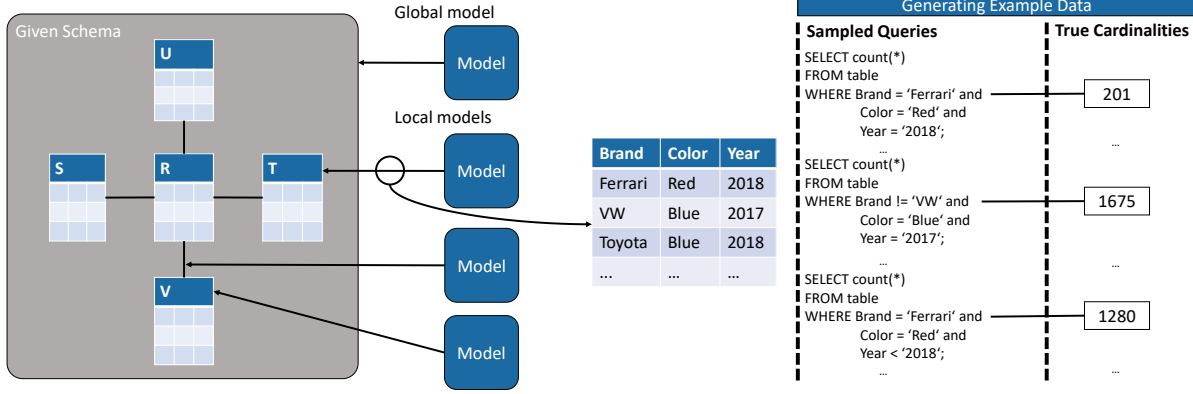 Given Schema
U
S
R
T
V
Global model
Model
Local models
Model
Model
Model
Brand Color Year
Ferrari Red 2018
VW Blue 2017
Toyota Blue 2018
... ... ...
Generating Example Data
Sampled Queries
True Cardinalities
SELECT count(*)
FROM table
WHERE Brand = ‘Ferrari‘ and
Color = ‘Red‘ and
Year = ‘2018‘;
...
201
...
SELECT count(*)
FROM table
WHERE Brand != ‘VW‘ and
Color = ‘Blue‘ and
Year = ‘2017‘;
...
1675
...
SELECT count(*)
FROM table
WHERE Brand = ‘Ferrari‘ and
Color = ‘Red‘ and
Year < ‘2018‘;
...
1280
...